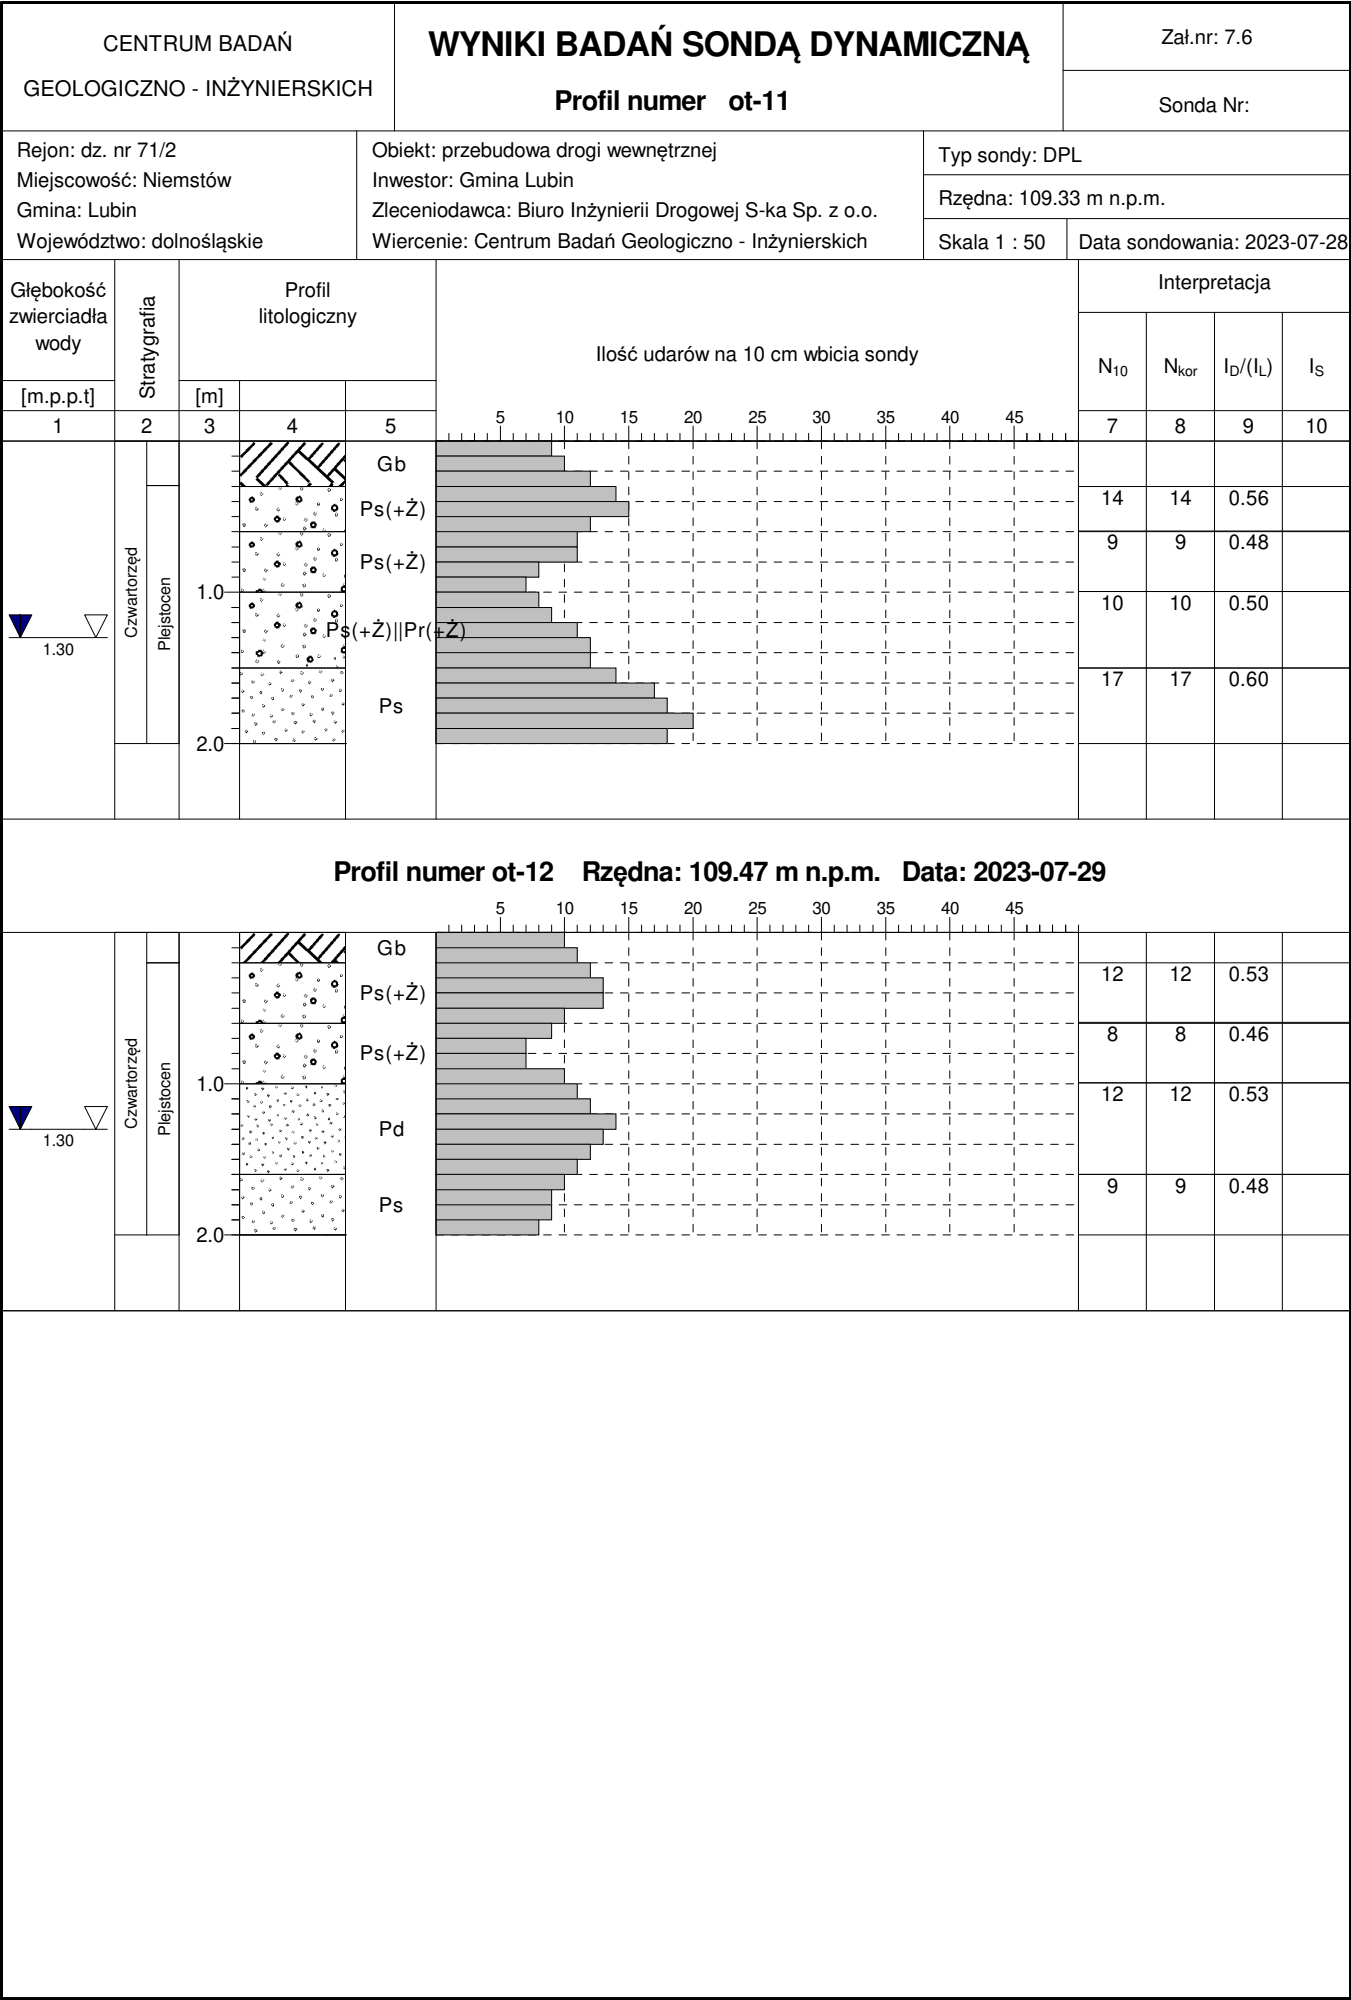 CENTRUM BADAŃ
GEOLOGICZNO - INŻYNIERSKICH
WYNIKI BADAŃ SONDĄ DYNAMICZNĄ
Profil numer ot-11
Zał.nr: 7.6
Sonda Nr:
Rejon: dz. nr 71/2
Miejscowość: Niemstów
Gmina: Lubin
Województwo: dolnośląskie
Obiekt: przebudowa drogi wewnętrznej
Inwestor: Gmina Lubin
Zleceniodawca: Biuro Inżynierii Drogowej S-ka Sp. z o.o.
Wiercenie: Centrum Badań Geologiczno - Inżynierskich
Typ sondy: DPL
Rzędna: 109.33 m n.p.m.
Skala 1 : 50
Data sondowania: 2023-07-28
Głębokość
zwierciadła
wody
[m.p.p.t]
Stratygrafia
Profil
litologiczny
[m]
Ilość udarów na 10 cm wbicia sondy
Interpretacja
N10 Nkor ID/(IL) IS
5 10 15 20 25 30 35 40 45
1 2 3 4 5 7 8 9 10
Gb
Ps(+Ż) 14 14 0.56
Ps(+Ż) 9 9 0.48
1.0
Ps(+Ż)||Pr(+Ż) 10 10 0.50
1.30
Czwartorzęd
Plejstocen
Ps 17 17 0.60
2.0
Profil numer ot-12 Rzędna: 109.47 m n.p.m. Data: 2023-07-29
5 10 15 20 25 30 35 40 45
Gb
Ps(+Ż) 12 12 0.53
Ps(+Ż) 8 8 0.46
1.0
Pd 12 12 0.53
1.30
Czwartorzęd
Plejstocen
Ps 9 9 0.48
2.0